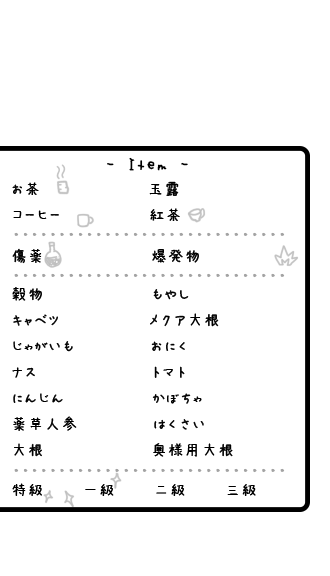 - Item -
お茶 玉露
コーヒー 紅茶
傷薬 爆発物
穀物 もやし
キャベツ メクア大根
じゃがいも おにく
ナス トマト
にんじん かぼちゃ
薬草人参 はくさい
大根 奥様用大根
特級 一級 二級 三級